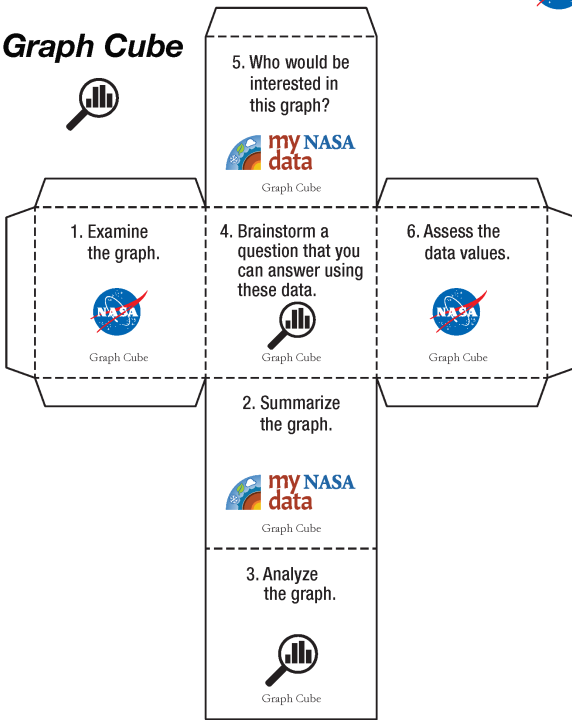 Graph Cube
5. Who would be
interested in
this graph?
my NASA
data
Graph Cube
1. Examine
the graph.
NASA
Graph Cube
4. Brainstorm a
question that you
can answer using
these data.
Graph Cube
6. Assess the
data values.
NASA
Graph Cube
2. Summarize
the graph.
my NASA
data
Graph Cube
3. Analyze
the graph.
Graph Cube